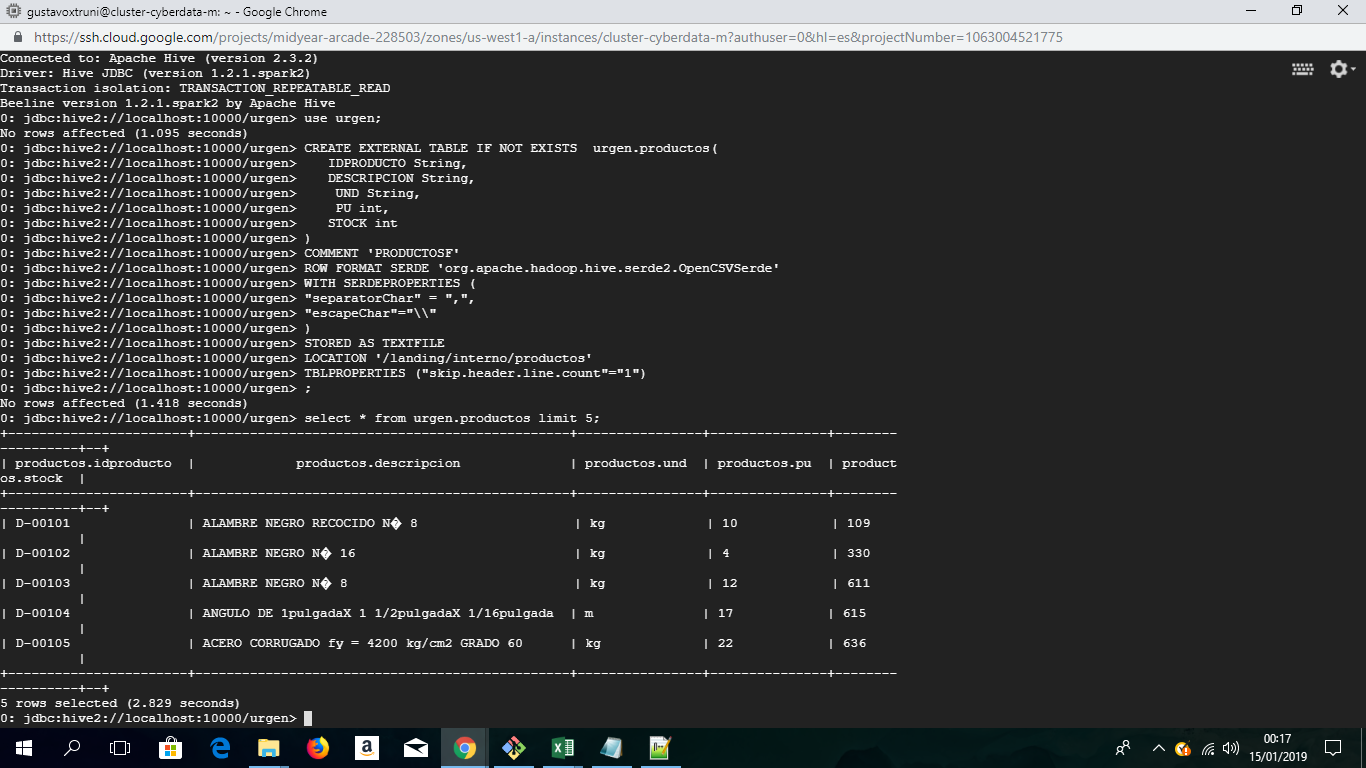 gustavoxtruni@cluster-cyberdata-m: ~ - Google Chrome
https://ssh.cloud.google.com/projects/midyear-arcade-228503/zones/us-west1-a/instances/cluster-cyberdata-m?authuser=0&hl=es&projectNumber=1063004521775
Connected to: Apache Hive (version 2.3.2)
Driver: Hive JDBC (version 1.2.1.spark2)
Transaction isolation: TRANSACTION_REPEATABLE_READ
Beeline version 1.2.1.spark2 by Apache Hive
0: jdbc:hive2://localhost:10000/urgen> use urgen;
No rows affected (1.095 seconds)
0: jdbc:hive2://localhost:10000/urgen> CREATE EXTERNAL TABLE IF NOT EXISTS  urgen.productos(
0: jdbc:hive2://localhost:10000/urgen>    IDPRODUCTO String,
0: jdbc:hive2://localhost:10000/urgen>    DESCRIPCION String,
0: jdbc:hive2://localhost:10000/urgen>     UND String,
0: jdbc:hive2://localhost:10000/urgen>     PU int,
0: jdbc:hive2://localhost:10000/urgen>    STOCK int
0: jdbc:hive2://localhost:10000/urgen> )
0: jdbc:hive2://localhost:10000/urgen> COMMENT 'PRODUCTOSF'
0: jdbc:hive2://localhost:10000/urgen> ROW FORMAT SERDE 'org.apache.hadoop.hive.serde2.OpenCSVSerde'
0: jdbc:hive2://localhost:10000/urgen> WITH SERDEPROPERTIES (
0: jdbc:hive2://localhost:10000/urgen> "separatorChar" = ",",
0: jdbc:hive2://localhost:10000/urgen> "escapeChar"="\\"
0: jdbc:hive2://localhost:10000/urgen> )
0: jdbc:hive2://localhost:10000/urgen> STORED AS TEXTFILE
0: jdbc:hive2://localhost:10000/urgen> LOCATION '/landing/interno/productos'
0: jdbc:hive2://localhost:10000/urgen> TBLPROPERTIES ("skip.header.line.count"="1")
0: jdbc:hive2://localhost:10000/urgen> ;
No rows affected (1.418 seconds)
0: jdbc:hive2://localhost:10000/urgen> select * from urgen.productos limit 5;
+-----------------------+------------------------------------------------+----------------+---------------+--------
----------+--+
| productos.idproducto  |             productos.descripcion              | productos.und  | productos.pu  | product
os.stock  |
+-----------------------+------------------------------------------------+----------------+---------------+--------
----------+--+
| D-00101               | ALAMBRE NEGRO RECOCIDO N� 8                    | kg             | 10            | 109
          |
| D-00102               | ALAMBRE NEGRO N� 16                            | kg             | 4             | 330
          |
| D-00103               | ALAMBRE NEGRO N� 8                             | kg             | 12            | 611
          |
| D-00104               | ANGULO DE 1pulgadaX 1 1/2pulgadaX 1/16pulgada  | m              | 17            | 615
          |
| D-00105               | ACERO CORRUGADO fy = 4200 kg/cm2 GRADO 60      | kg             | 22            | 636
          |
+-----------------------+------------------------------------------------+----------------+---------------+--------
----------+--+
5 rows selected (2.829 seconds)
0: jdbc:hive2://localhost:10000/urgen>
00:17
15/01/2019